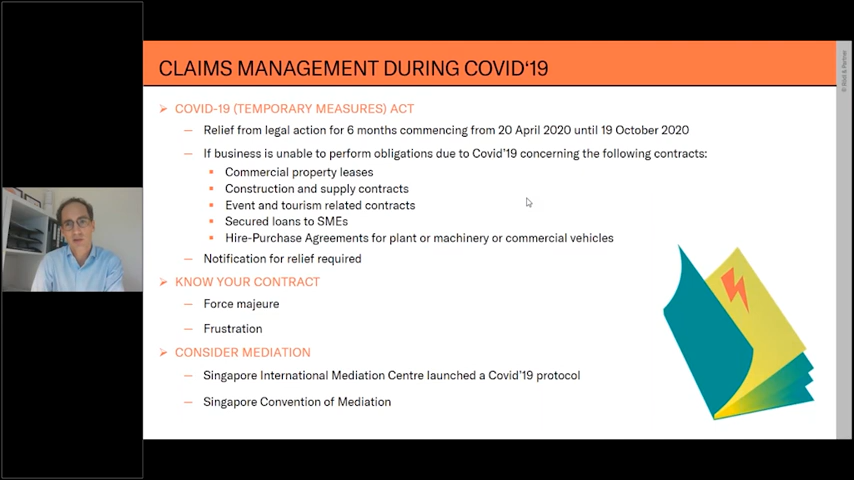 CLAIMS MANAGEMENT DURING COVID‘19
© Rödl & Partner
➢ COVID-19 (TEMPORARY MEASURES) ACT
— Relief from legal action for 6 months commencing from 20 April 2020 until 19 October 2020
— If business is unable to perform obligations due to Covid’19 concerning the following contracts:
▪ Commercial property leases
▪ Construction and supply contracts
▪ Event and tourism related contracts
▪ Secured loans to SMEs
▪ Hire-Purchase Agreements for plant or machinery or commercial vehicles
— Notification for relief required
➢ KNOW YOUR CONTRACT
— Force majeure
— Frustration
➢ CONSIDER MEDIATION
— Singapore International Mediation Centre launched a Covid’19 protocol
— Singapore Convention of Mediation